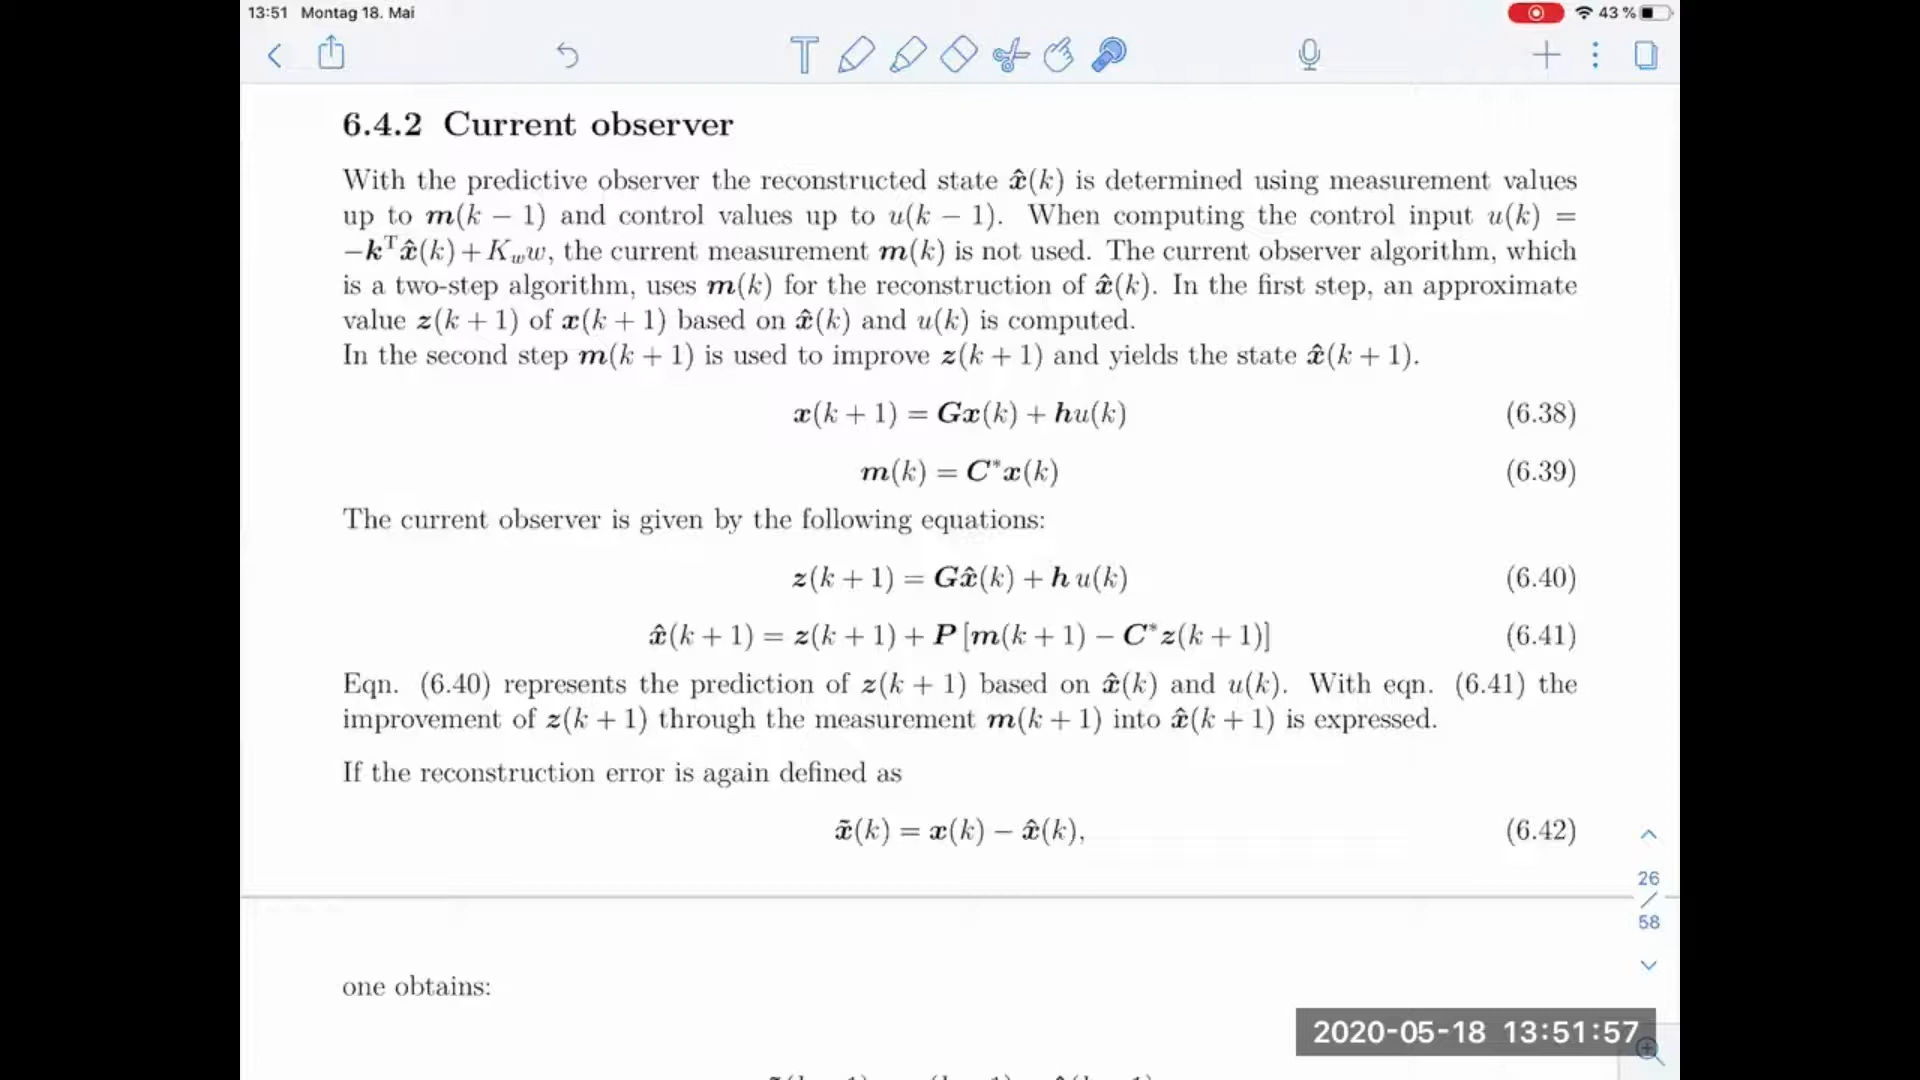 13:51 Montag 18. Mai
43 %
6.4.2 Current observer
With the predictive observer the reconstructed state x̂(k) is determined using measurement values
up to m(k − 1) and control values up to u(k − 1). When computing the control input u(k) =
−kᵀx̂(k) + K_w w, the current measurement m(k) is not used. The current observer algorithm, which
is a two-step algorithm, uses m(k) for the reconstruction of x̂(k). In the first step, an approximate
value z(k + 1) of x(k + 1) based on x̂(k) and u(k) is computed.
In the second step m(k + 1) is used to improve z(k + 1) and yields the state x̂(k + 1).
x(k + 1) = Gx(k) + hu(k) (6.38)
m(k) = C*x(k) (6.39)
The current observer is given by the following equations:
z(k + 1) = Gx̂(k) + h u(k) (6.40)
x̂(k + 1) = z(k + 1) + P [m(k + 1) − C*z(k + 1)] (6.41)
Eqn. (6.40) represents the prediction of z(k + 1) based on x̂(k) and u(k). With eqn. (6.41) the
improvement of z(k + 1) through the measurement m(k + 1) into x̂(k + 1) is expressed.
If the reconstruction error is again defined as
x̃(k) = x(k) − x̂(k), (6.42)
26
/
58
one obtains:
2020-05-18 13:51:57